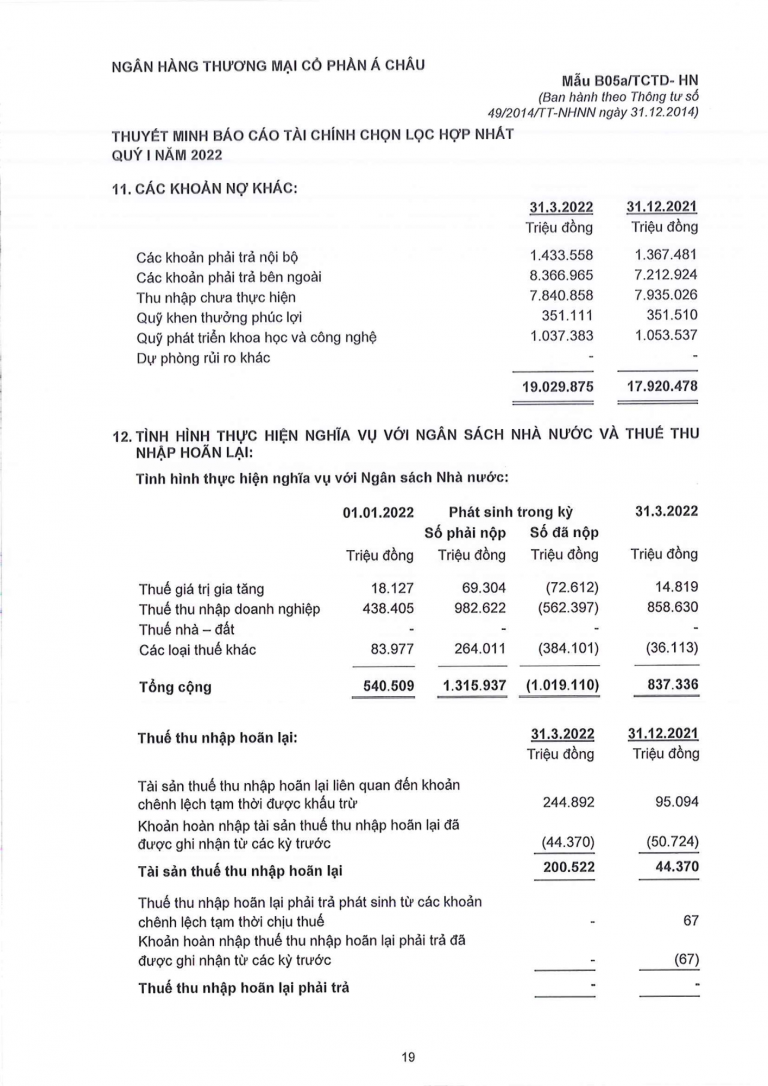 NGÂN HÀNG THƯƠNG MẠI CỔ PHẦN Á CHÂU
Mẫu B05a/TCTD- HN
(Ban hành theo Thông tư số
49/2014/TT-NHNN ngày 31.12.2014)
THUYẾT MINH BÁO CÁO TÀI CHÍNH CHỌN LỌC HỢP NHẤT
QUÝ I NĂM 2022
11. CÁC KHOẢN NỢ KHÁC:
31.3.2022 31.12.2021
Triệu đồng Triệu đồng
Các khoản phải trả nội bộ 1.433.558 1.367.481
Các khoản phải trả bên ngoài 8.366.965 7.212.924
Thu nhập chưa thực hiện 7.840.858 7.935.026
Quỹ khen thưởng phúc lợi 351.111 351.510
Quỹ phát triển khoa học và công nghệ 1.037.383 1.053.537
Dự phòng rủi ro khác - -
19.029.875 17.920.478
12. TÌNH HÌNH THỰC HIỆN NGHĨA VỤ VỚI NGÂN SÁCH NHÀ NƯỚC VÀ THUẾ THU
NHẬP HOÃN LẠI:
Tình hình thực hiện nghĩa vụ với Ngân sách Nhà nước:
01.01.2022 Phát sinh trong kỳ 31.3.2022
Số phải nộp Số đã nộp
Triệu đồng Triệu đồng Triệu đồng Triệu đồng
Thuế giá trị gia tăng 18.127 69.304 (72.612) 14.819
Thuế thu nhập doanh nghiệp 438.405 982.622 (562.397) 858.630
Thuế nhà – đất - - - -
Các loại thuế khác 83.977 264.011 (384.101) (36.113)
Tổng cộng 540.509 1.315.937 (1.019.110) 837.336
Thuế thu nhập hoãn lại: 31.3.2022 31.12.2021
Triệu đồng Triệu đồng
Tài sản thuế thu nhập hoãn lại liên quan đến khoản
chênh lệch tạm thời được khấu trừ 244.892 95.094
Khoản hoàn nhập tài sản thuế thu nhập hoãn lại đã
được ghi nhận từ các kỳ trước (44.370) (50.724)
Tài sản thuế thu nhập hoãn lại 200.522 44.370
Thuế thu nhập hoãn lại phải trả phát sinh từ các khoản
chênh lệch tạm thời chịu thuế - 67
Khoản hoàn nhập thuế thu nhập hoãn lại phải trả đã
được ghi nhận từ các kỳ trước - (67)
Thuế thu nhập hoãn lại phải trả - -
19